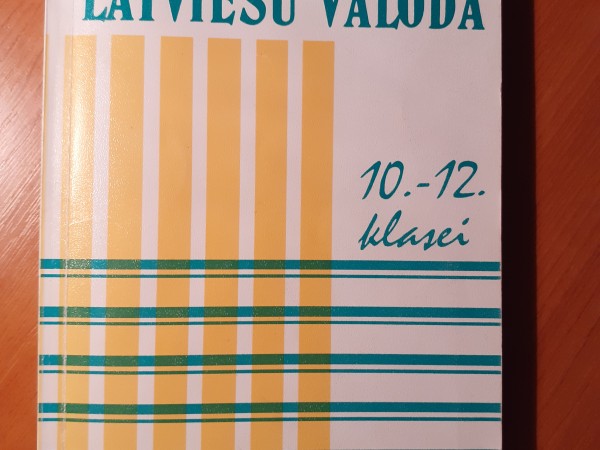 LATVIEŠU VALODA
10.-12.
klasei